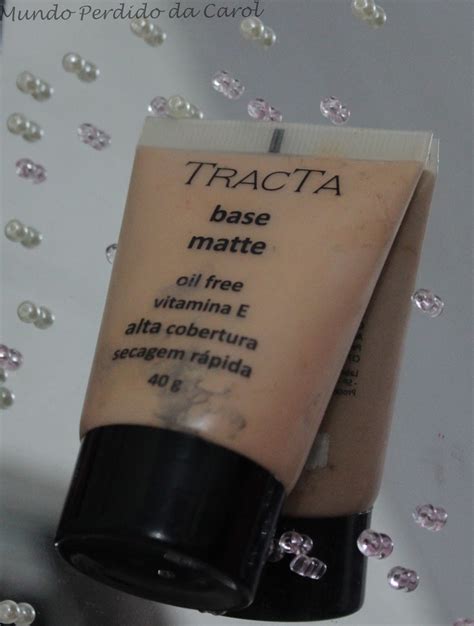 Mundo Perdido da Carol
TRACTA
base
matte
oil free
vitamina E
alta cobertura
secagem rápida
40 g